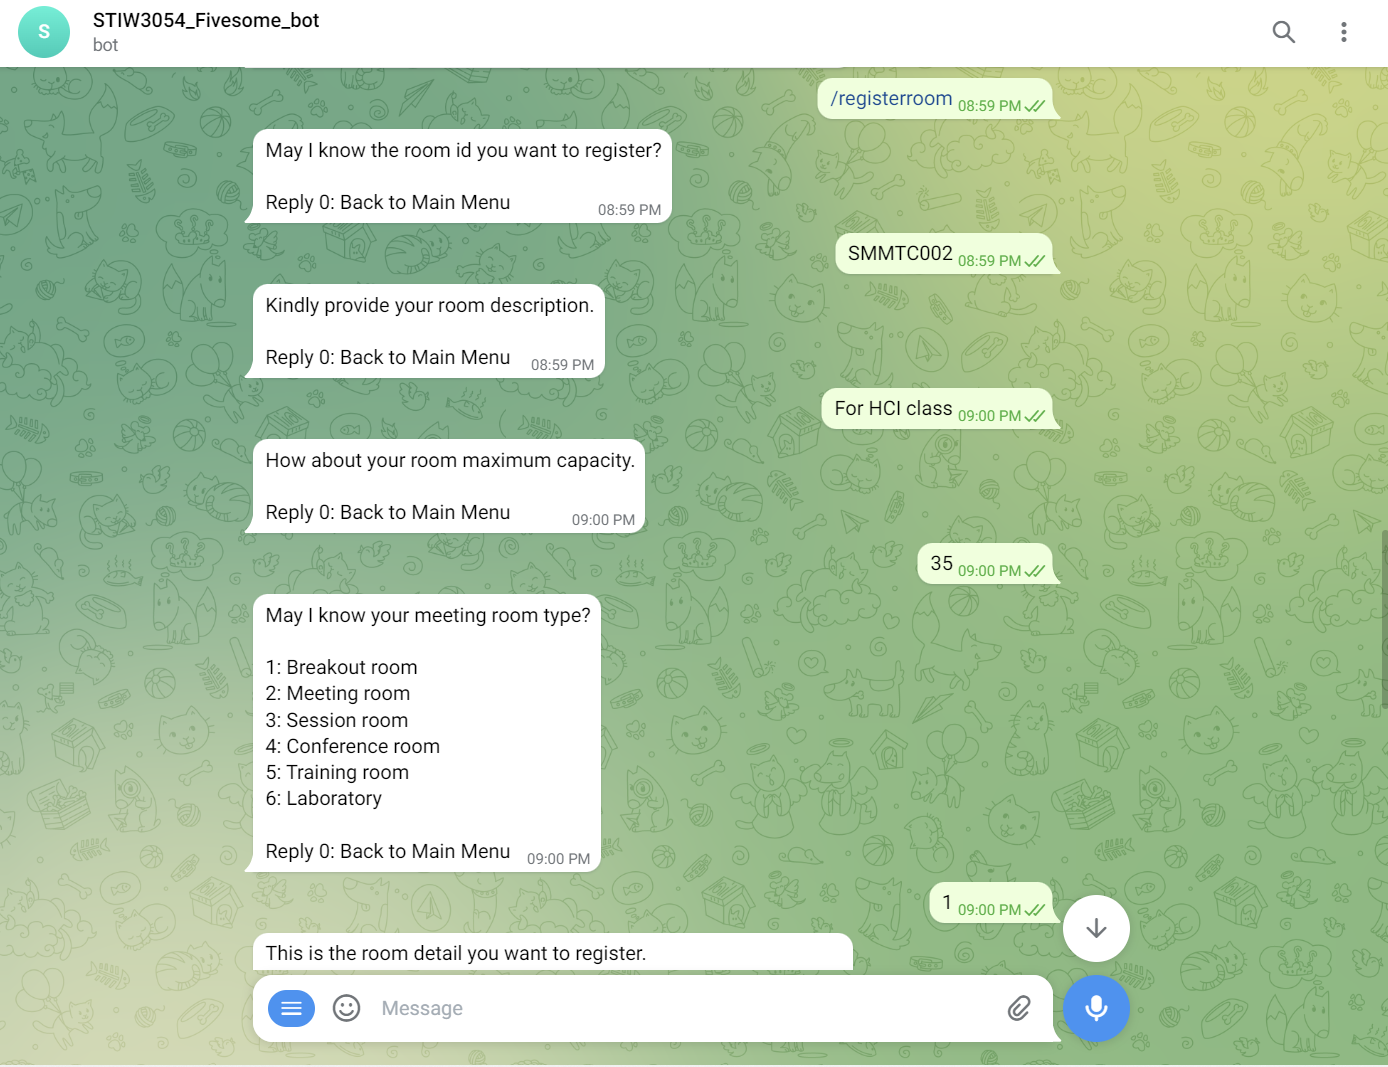 S
STIW3054_Fivesome_bot
bot
/registerroom 08:59 PM
May I know the room id you want to register?
Reply 0: Back to Main Menu 08:59 PM
SMMTC002 08:59 PM
Kindly provide your room description.
Reply 0: Back to Main Menu 08:59 PM
For HCI class 09:00 PM
How about your room maximum capacity.
Reply 0: Back to Main Menu 09:00 PM
35 09:00 PM
May I know your meeting room type?
1: Breakout room
2: Meeting room
3: Session room
4: Conference room
5: Training room
6: Laboratory
Reply 0: Back to Main Menu 09:00 PM
1 09:00 PM
This is the room detail you want to register.
Message